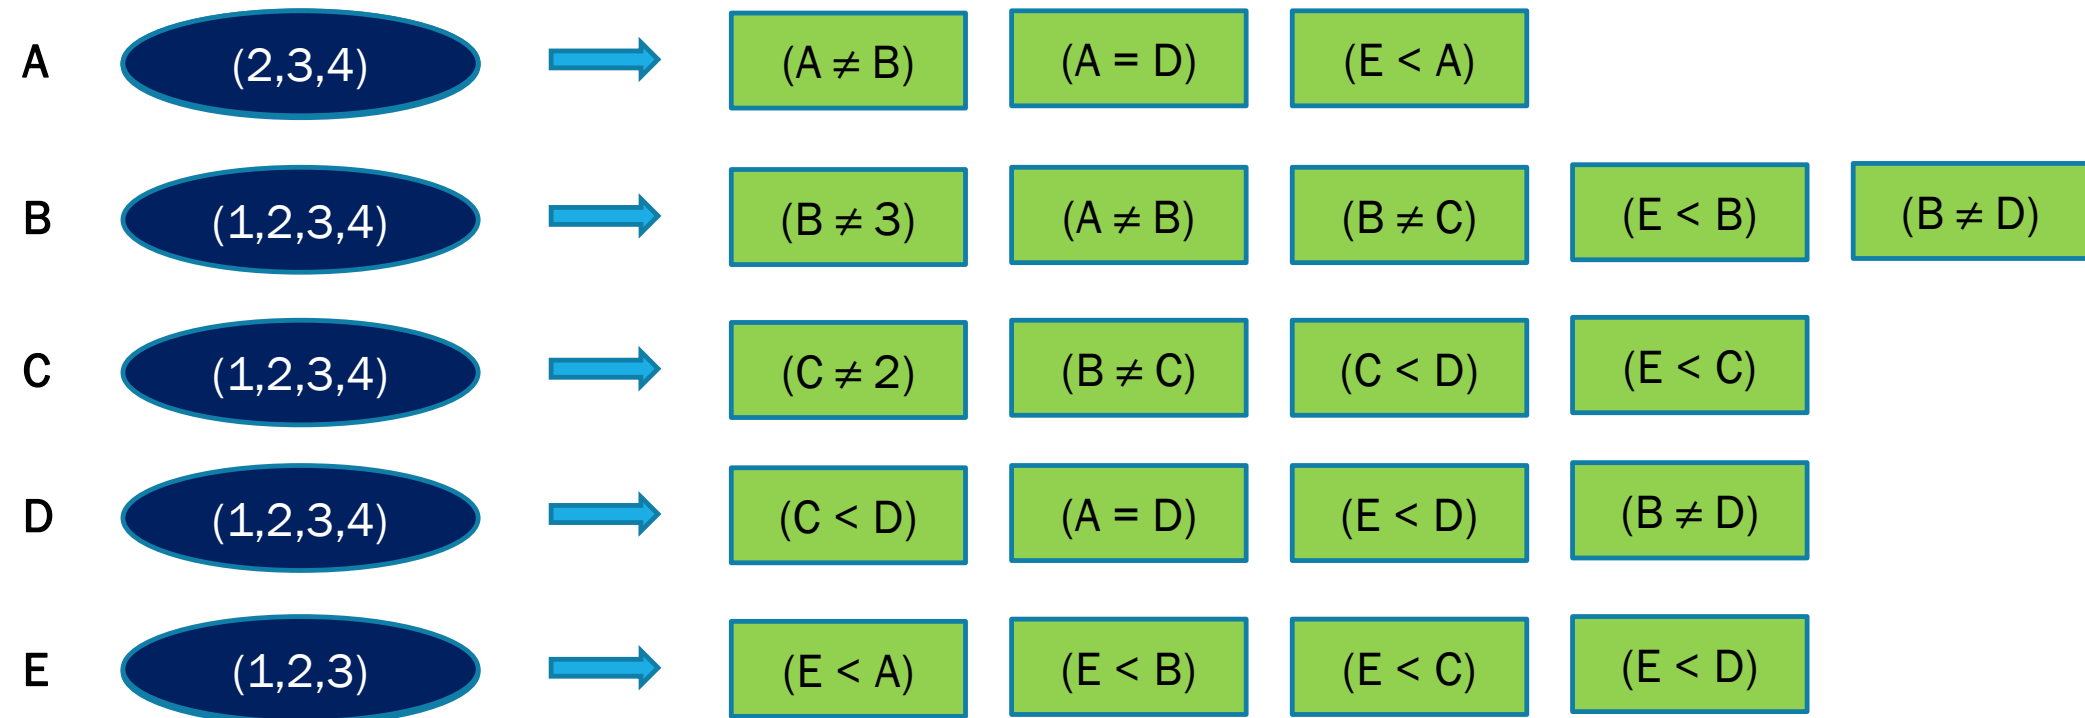 A (2,3,4) (A ≠ B) (A = D) (E < A)
B (1,2,3,4) (B ≠ 3) (A ≠ B) (B ≠ C) (E < B) (B ≠ D)
C (1,2,3,4) (C ≠ 2) (B ≠ C) (C < D) (E < C)
D (1,2,3,4) (C < D) (A = D) (E < D) (B ≠ D)
E (1,2,3) (E < A) (E < B) (E < C) (E < D)